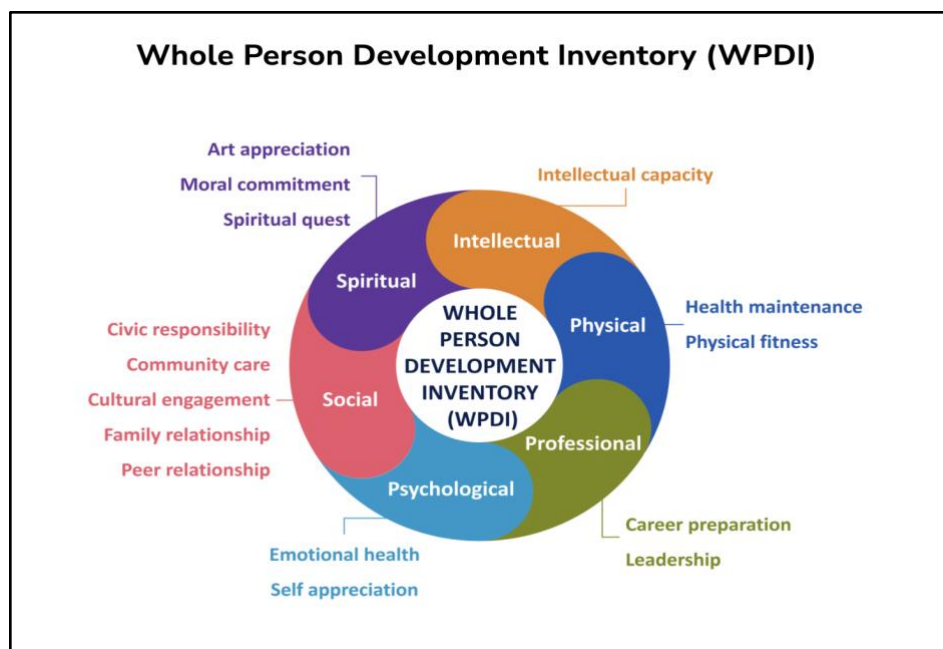 Whole Person Development Inventory (WPDI)
Art appreciation
Moral commitment
Spiritual quest
Intellectual capacity
Intellectual
Spiritual
Physical
Health maintenance
Physical fitness
WHOLE
PERSON
DEVELOPMENT
INVENTORY
(WPDI)
Civic responsibility
Community care
Cultural engagement
Family relationship
Peer relationship
Social
Professional
Psychological
Emotional health
Self appreciation
Career preparation
Leadership